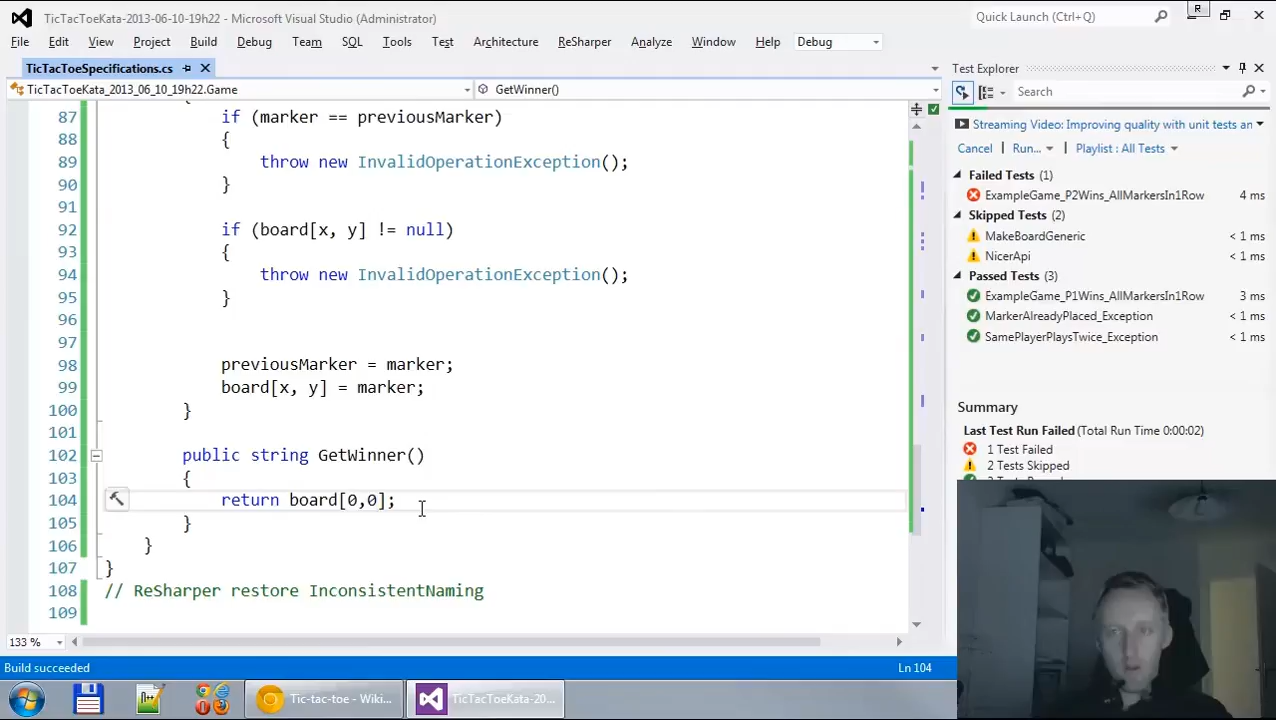 TicTacToeKata-2013-06-10-19h22 - Microsoft Visual Studio (Administrator)
Quick Launch (Ctrl+Q)
R
File Edit View Project Build Debug Team SQL Tools Test Architecture ReSharper Analyze Window Help Debug
TicTacToeSpecifications.cs
TicTacToeKata_2013_06_10_19h22.Game
GetWinner()
87 if (marker == previousMarker)
88 {
89 throw new InvalidOperationException();
90 }
91
92 if (board[x, y] != null)
93 {
94 throw new InvalidOperationException();
95 }
96
97
98 previousMarker = marker;
99 board[x, y] = marker;
100 }
101
102 public string GetWinner()
103 {
104 return board[0,0];
105 }
106 }
107 }
108 // ReSharper restore InconsistentNaming
109
133 %
Build succeeded
Ln 104
Test Explorer
Search
Streaming Video: Improving quality with unit tests an
Cancel Run... Playlist : All Tests
Failed Tests (1)
ExampleGame_P2Wins_AllMarkersIn1Row 4 ms
Skipped Tests (2)
MakeBoardGeneric < 1 ms
NicerApi < 1 ms
Passed Tests (3)
ExampleGame_P1Wins_AllMarkersIn1Row 3 ms
MarkerAlreadyPlaced_Exception < 1 ms
SamePlayerPlaysTwice_Exception < 1 ms
Summary
Last Test Run Failed (Total Run Time 0:00:02)
1 Test Failed
2 Tests Skipped
Tic-tac-toe - Wiki...
TicTacToeKata-20...